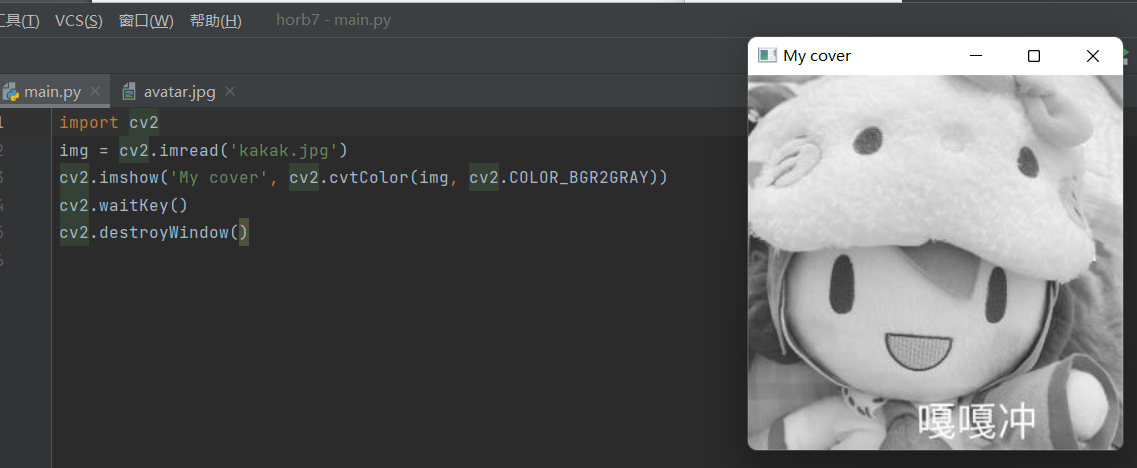 工具(T) VCS(S) 窗口(W) 帮助(H) horb7 - main.py
My cover
main.py avatar.jpg
1 import cv2
2 img = cv2.imread('kakak.jpg')
3 cv2.imshow('My cover', cv2.cvtColor(img, cv2.COLOR_BGR2GRAY))
4 cv2.waitKey()
5 cv2.destroyWindow()
6
嘎嘎冲